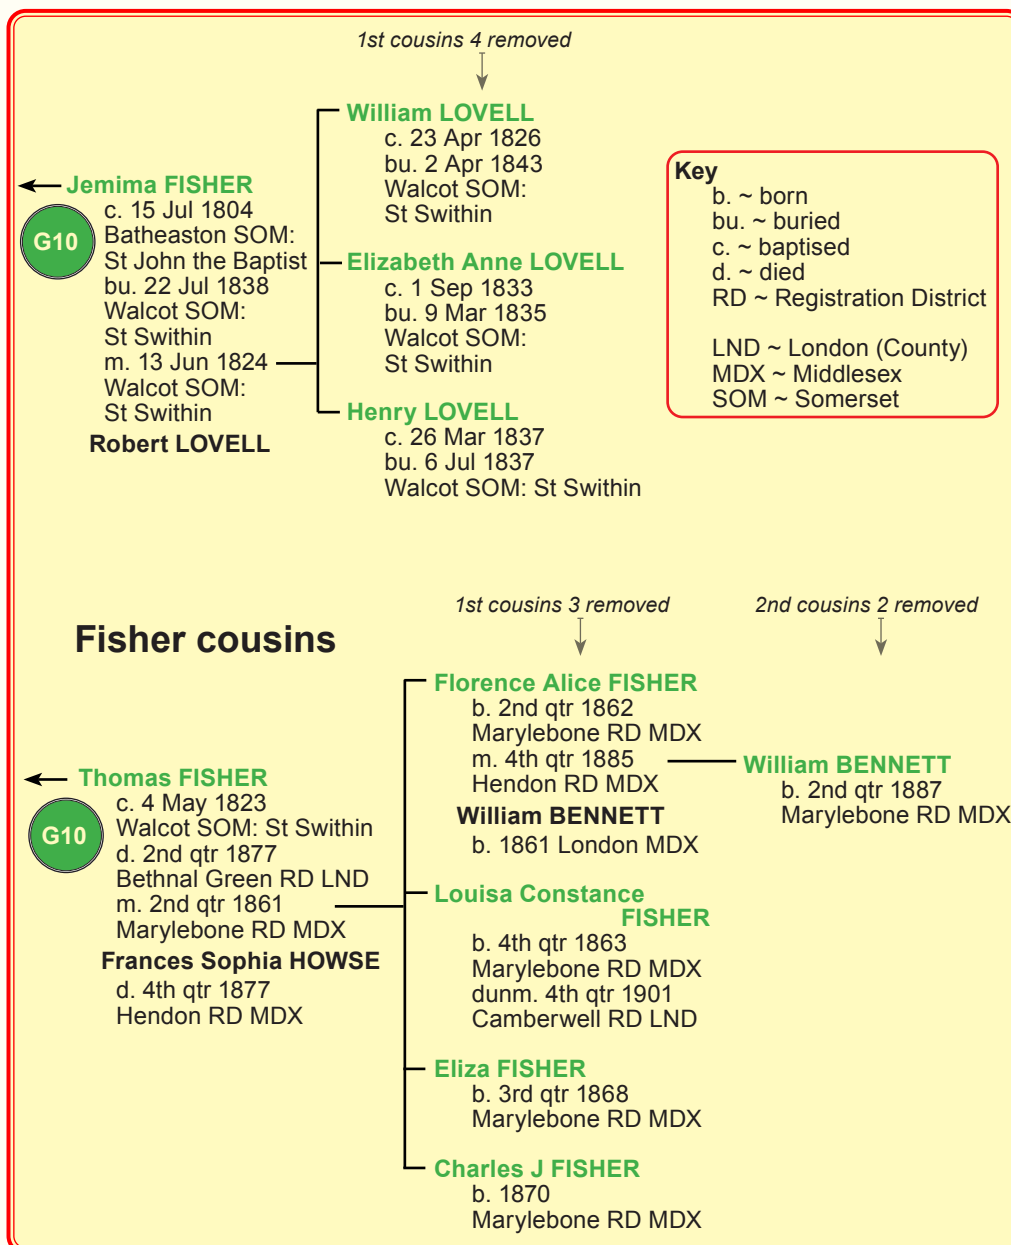 1st cousins 4 removed
William LOVELL
c. 23 Apr 1826
bu. 2 Apr 1843
Walcot SOM:
St Swithin
Jemima FISHER
G10
c. 15 Jul 1804
Batheaston SOM:
St John the Baptist
bu. 22 Jul 1838
Walcot SOM:
St Swithin
m. 13 Jun 1824
Walcot SOM:
St Swithin
Robert LOVELL
Elizabeth Anne LOVELL
c. 1 Sep 1833
bu. 9 Mar 1835
Walcot SOM:
St Swithin
Henry LOVELL
c. 26 Mar 1837
bu. 6 Jul 1837
Walcot SOM: St Swithin
Key
b. ~ born
bu. ~ buried
c. ~ baptised
d. ~ died
RD ~ Registration District
LND ~ London (County)
MDX ~ Middlesex
SOM ~ Somerset
Fisher cousins
1st cousins 3 removed
2nd cousins 2 removed
Thomas FISHER
G10
c. 4 May 1823
Walcot SOM: St Swithin
d. 2nd qtr 1877
Bethnal Green RD LND
m. 2nd qtr 1861
Marylebone RD MDX
Frances Sophia HOWSE
d. 4th qtr 1877
Hendon RD MDX
Florence Alice FISHER
b. 2nd qtr 1862
Marylebone RD MDX
m. 4th qtr 1885
Hendon RD MDX
William BENNETT
b. 1861 London MDX
William BENNETT
b. 2nd qtr 1887
Marylebone RD MDX
Louisa Constance
FISHER
b. 4th qtr 1863
Marylebone RD MDX
dunm. 4th qtr 1901
Camberwell RD LND
Eliza FISHER
b. 3rd qtr 1868
Marylebone RD MDX
Charles J FISHER
b. 1870
Marylebone RD MDX